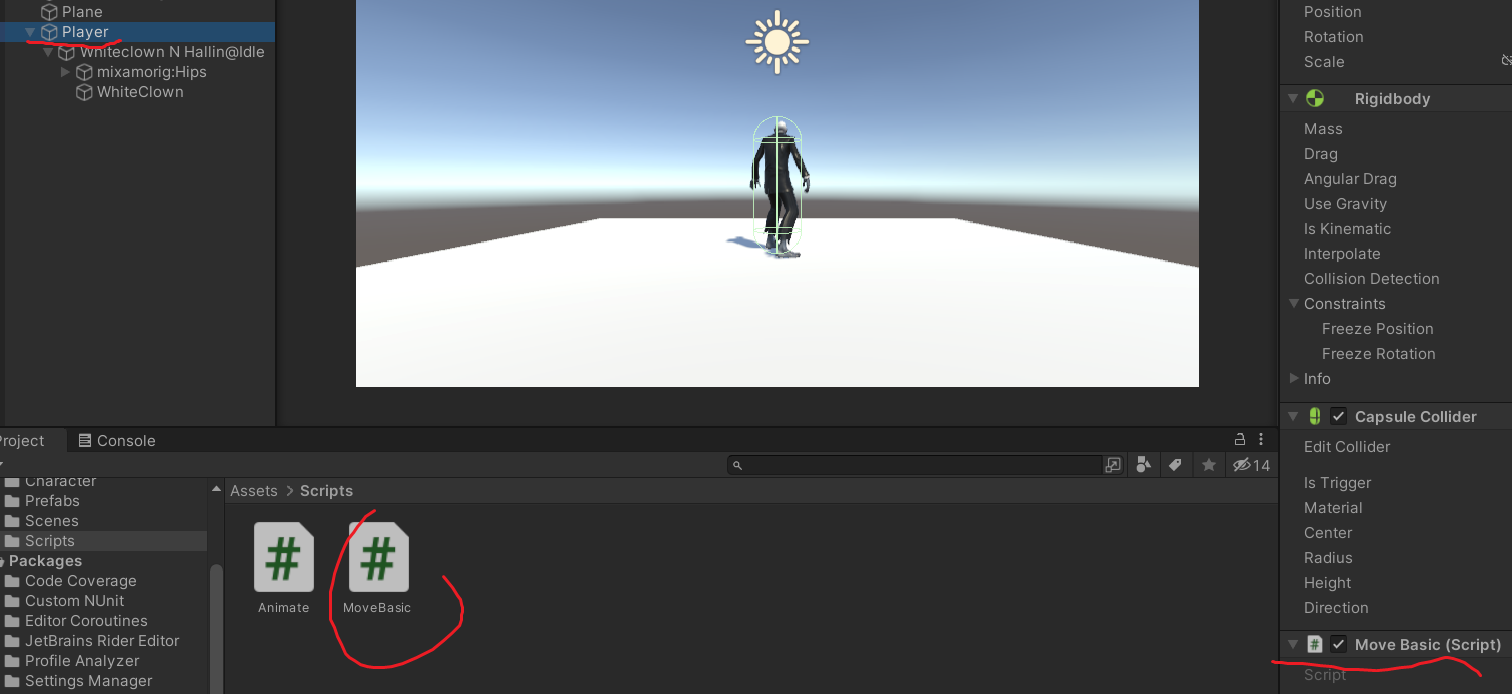 Plane
Player
Whiteclown N Hallin@Idle
mixamorig:Hips
WhiteClown
Position
Rotation
Scale
Rigidbody
Mass
Drag
Angular Drag
Use Gravity
Is Kinematic
Interpolate
Collision Detection
Constraints
Freeze Position
Freeze Rotation
Info
Capsule Collider
Edit Collider
Is Trigger
Material
Center
Radius
Height
Direction
Move Basic (Script)
Script
Project
Console
14
Character
Prefabs
Scenes
Scripts
Packages
Code Coverage
Custom NUnit
Editor Coroutines
JetBrains Rider Editor
Profile Analyzer
Settings Manager
Assets > Scripts
# #
Animate MoveBasic